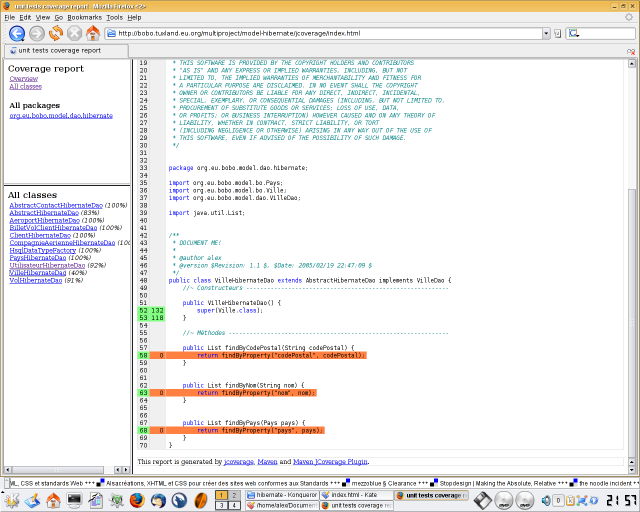 unit tests coverage report - Mozilla Firefox <2>
File Edit View Go Bookmarks Tools Help
http://bobo.tuxland.eu.org/multiproject/model-hibernate/jcoverage/index.html
unit tests coverage report
Coverage report
Overview
All classes
All packages
org.eu.bobo.model.dao.hibernate
All classes
AbstractContactHibernateDao (100%)
AbstractHibernateDao (83%)
AeroportHibernateDao (100%)
BilletVolClientHibernateDao (100%)
ClientHibernateDao (100%)
CompagnieAerienneHibernateDao (100
HsqlDataTypeFactory (100%)
PaysHibernateDao (100%)
UtilisateurHibernateDao (92%)
VilleHibernateDao (40%)
VolHibernateDao (91%)
19 * THIS SOFTWARE IS PROVIDED BY THE COPYRIGHT HOLDERS AND CONTRIBUTORS
20 * "AS IS" AND ANY EXPRESS OR IMPLIED WARRANTIES, INCLUDING, BUT NOT
21 * LIMITED TO, THE IMPLIED WARRANTIES OF MERCHANTABILITY AND FITNESS FOR
22 * A PARTICULAR PURPOSE ARE DISCLAIMED. IN NO EVENT SHALL THE COPYRIGHT
23 * OWNER OR CONTRIBUTORS BE LIABLE FOR ANY DIRECT, INDIRECT, INCIDENTAL,
24 * SPECIAL, EXEMPLARY, OR CONSEQUENTIAL DAMAGES (INCLUDING, BUT NOT LIMITED TO,
25 * PROCUREMENT OF SUBSTITUTE GOODS OR SERVICES; LOSS OF USE, DATA,
26 * OR PROFITS; OR BUSINESS INTERRUPTION) HOWEVER CAUSED AND ON ANY THEORY OF
27 * LIABILITY, WHETHER IN CONTRACT, STRICT LIABILITY, OR TORT
28 * (INCLUDING NEGLIGENCE OR OTHERWISE) ARISING IN ANY WAY OUT OF THE USE OF
29 * THIS SOFTWARE, EVEN IF ADVISED OF THE POSSIBILITY OF SUCH DAMAGE.
30 */
31
32
33 package org.eu.bobo.model.dao.hibernate;
34
35 import org.eu.bobo.model.bo.Pays;
36 import org.eu.bobo.model.bo.Ville;
37 import org.eu.bobo.model.dao.VilleDao;
38
39 import java.util.List;
40
41
42 /**
43 * DOCUMENT ME!
44 *
45 * @author alex
46 * @version $Revision: 1.1 $, $Date: 2005/02/19 22:47:09 $
47 */
48 public class VilleHibernateDao extends AbstractHibernateDao implements VilleDao {
49 //~ Constructeurs ----------------------------------------------------------
50
51 public VilleHibernateDao() {
52 132 super(Ville.class);
53 118 }
54
55 //~ Méthodes ---------------------------------------------------------------
56
57 public List findByCodePostal(String codePostal) {
58 0 return findByProperty("codePostal", codePostal);
59 }
60
61
62 public List findByNom(String nom) {
63 0 return findByProperty("nom", nom);
64 }
65
66
67 public List findByPays(Pays pays) {
68 0 return findByProperty("pays", pays);
69 }
70 }
This report is generated by jcoverage, Maven and Maven JCoverage Plugin.
ML, CSS et standards Web *** Alsacréations, XHTML et CSS pour créer des sites web conformes aux Standards *** mezzoblue § Clearance *** Stopdesign | Making the Absolute, Relative *** the noodle incident **
1 2
3 4
hibernate - Konqueror
index.html - Kate
unit tests coverage re
/home/alex/Document
unit tests coverage rep
21:57